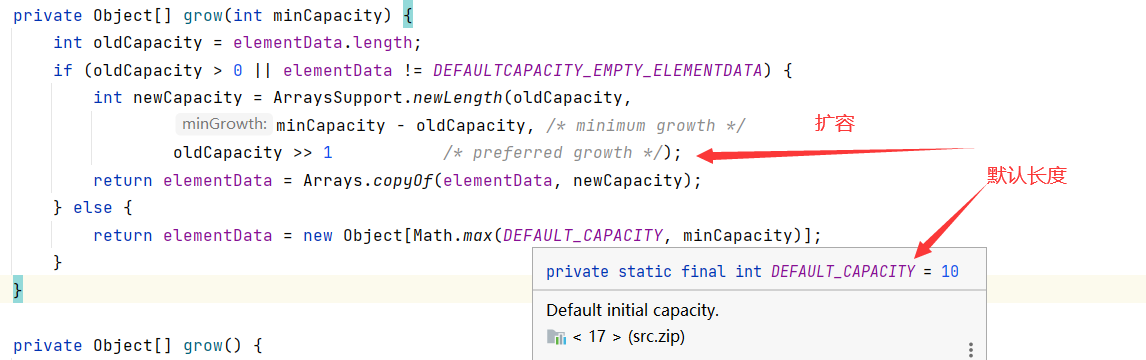 private Object[] grow(int minCapacity) {
int oldCapacity = elementData.length;
if (oldCapacity > 0 || elementData != DEFAULTCAPACITY_EMPTY_ELEMENTDATA) {
int newCapacity = ArraysSupport.newLength(oldCapacity,
minGrowth: minCapacity - oldCapacity, /* minimum growth */
扩容
oldCapacity >> 1 /* preferred growth */);
默认长度
return elementData = Arrays.copyOf(elementData, newCapacity);
} else {
return elementData = new Object[Math.max(DEFAULT_CAPACITY, minCapacity)];
}
private static final int DEFAULT_CAPACITY = 10
}
Default initial capacity.
< 17 > (src.zip)
private Object[] grow() {